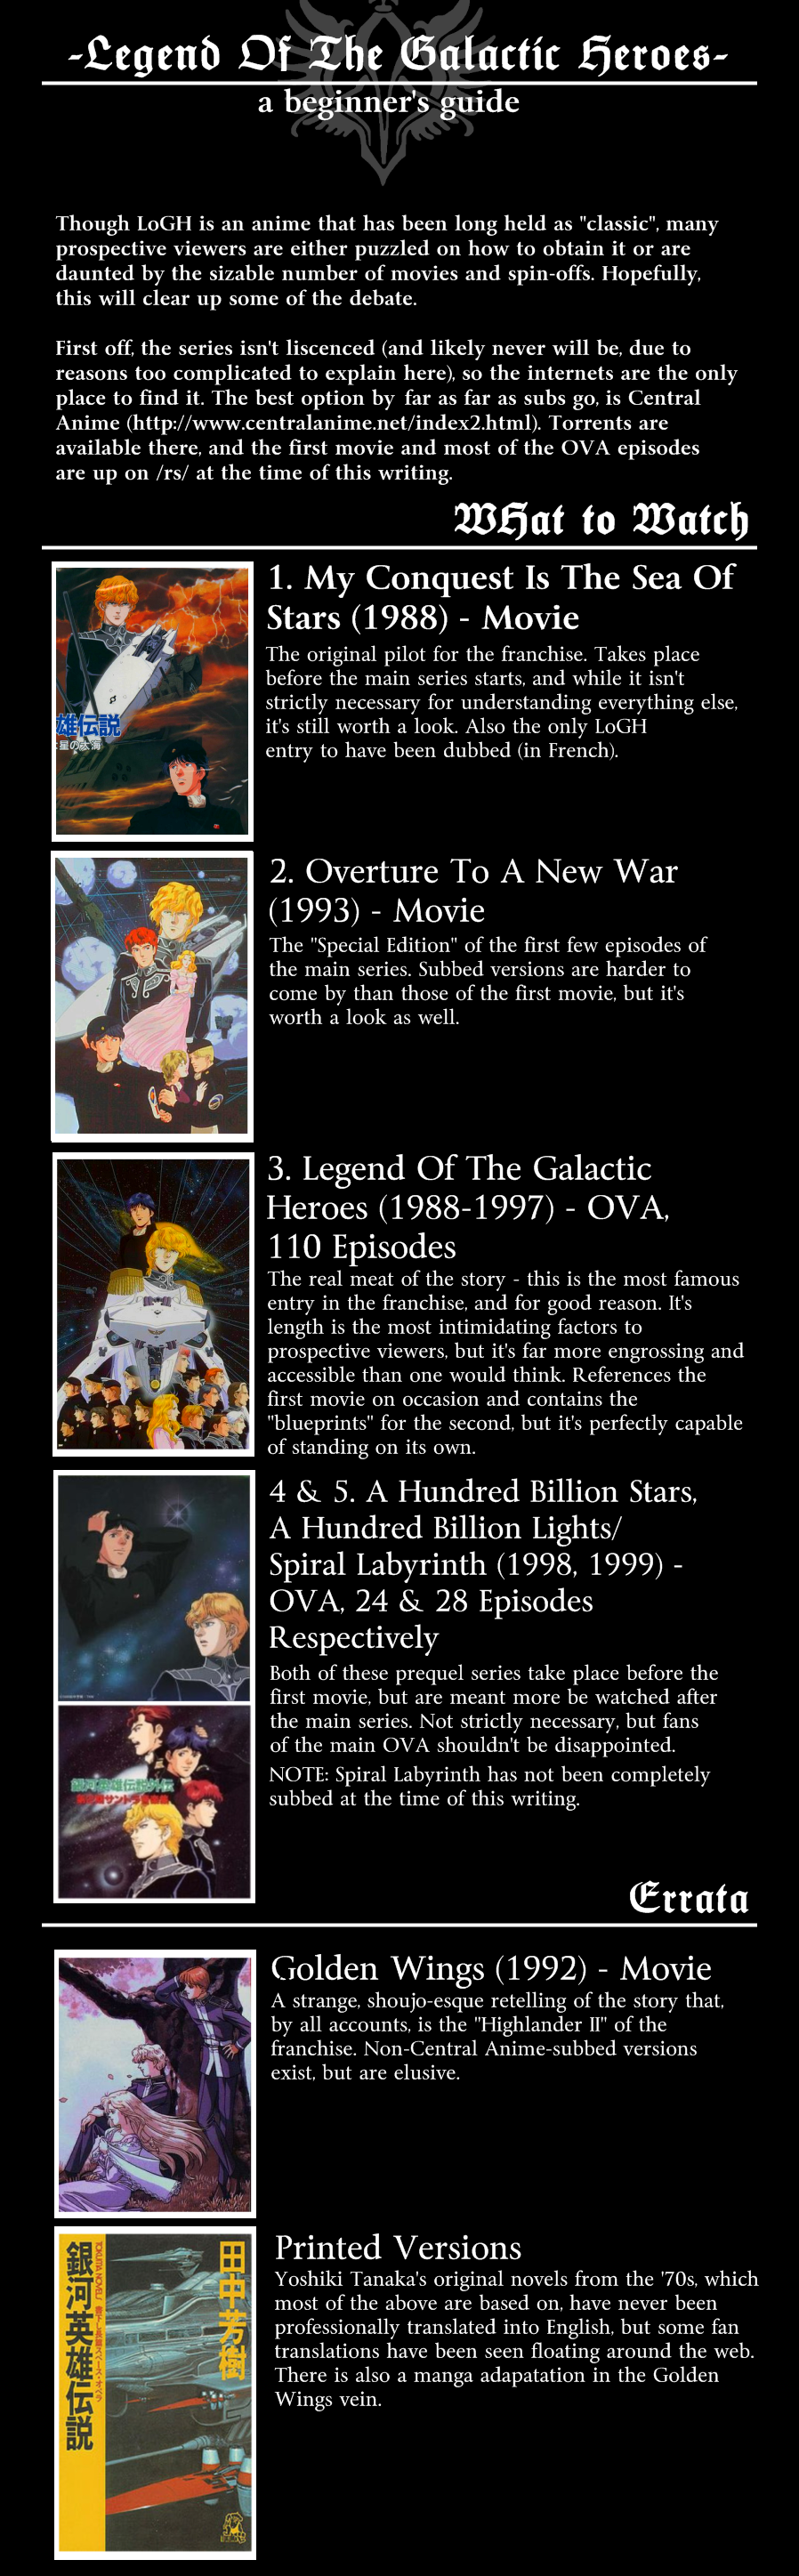 -Legend Of The Galactic Heroes-
a beginner's guide
Though LoGH is an anime that has been long held as "classic", many
prospective viewers are either puzzled on how to obtain it or are
daunted by the sizable number of movies and spin-offs. Hopefully,
this will clear up some of the debate.
First off, the series isn't liscenced (and likely never will be, due to
reasons too complicated to explain here), so the internets are the only
place to find it. The best option by far as far as subs go, is Central
Anime (http://www.centralanime.net/index2.html). Torrents are
available there, and the first movie and most of the OVA episodes
are up on /rs/ at the time of this writing.
WHat to Watch
雄伝説
星の大海
1. My Conquest Is The Sea Of
Stars (1988) - Movie
The original pilot for the franchise. Takes place
before the main series starts, and while it isn't
strictly necessary for understanding everything else,
it's still worth a look. Also the only LoGH
entry to have been dubbed (in French).
2. Overture To A New War
(1993) - Movie
The "Special Edition" of the first few episodes of
the main series. Subbed versions are harder to
come by than those of the first movie, but it's
worth a look as well.
3. Legend Of The Galactic
Heroes (1988-1997) - OVA,
110 Episodes
The real meat of the story - this is the most famous
entry in the franchise, and for good reason. It's
length is the most intimidating factors to
prospective viewers, but it's far more engrossing and
accessible than one would think. References the
first movie on occasion and contains the
"blueprints" for the second, but it's perfectly capable
of standing on its own.
4 & 5. A Hundred Billion Stars,
A Hundred Billion Lights/
Spiral Labyrinth (1998, 1999) -
OVA, 24 & 28 Episodes
Respectively
Both of these prequel series take place before the
first movie, but are meant more be watched after
the main series. Not strictly necessary, but fans
of the main OVA shouldn't be disappointed.
NOTE: Spiral Labyrinth has not been completely
subbed at the time of this writing.
銀河英雄伝説外伝
Errata
Golden Wings (1992) - Movie
A strange, shoujo-esque retelling of the story that,
by all accounts, is the "Highlander II" of the
franchise. Non-Central Anime-subbed versions
exist, but are elusive.
銀河英雄伝説
TOKUMA NOVELS
田中芳樹
Printed Versions
Yoshiki Tanaka's original novels from the '70s, which
most of the above are based on, have never been
professionally translated into English, but some fan
translations have been seen floating around the web.
There is also a manga adapatation in the Golden
Wings vein.